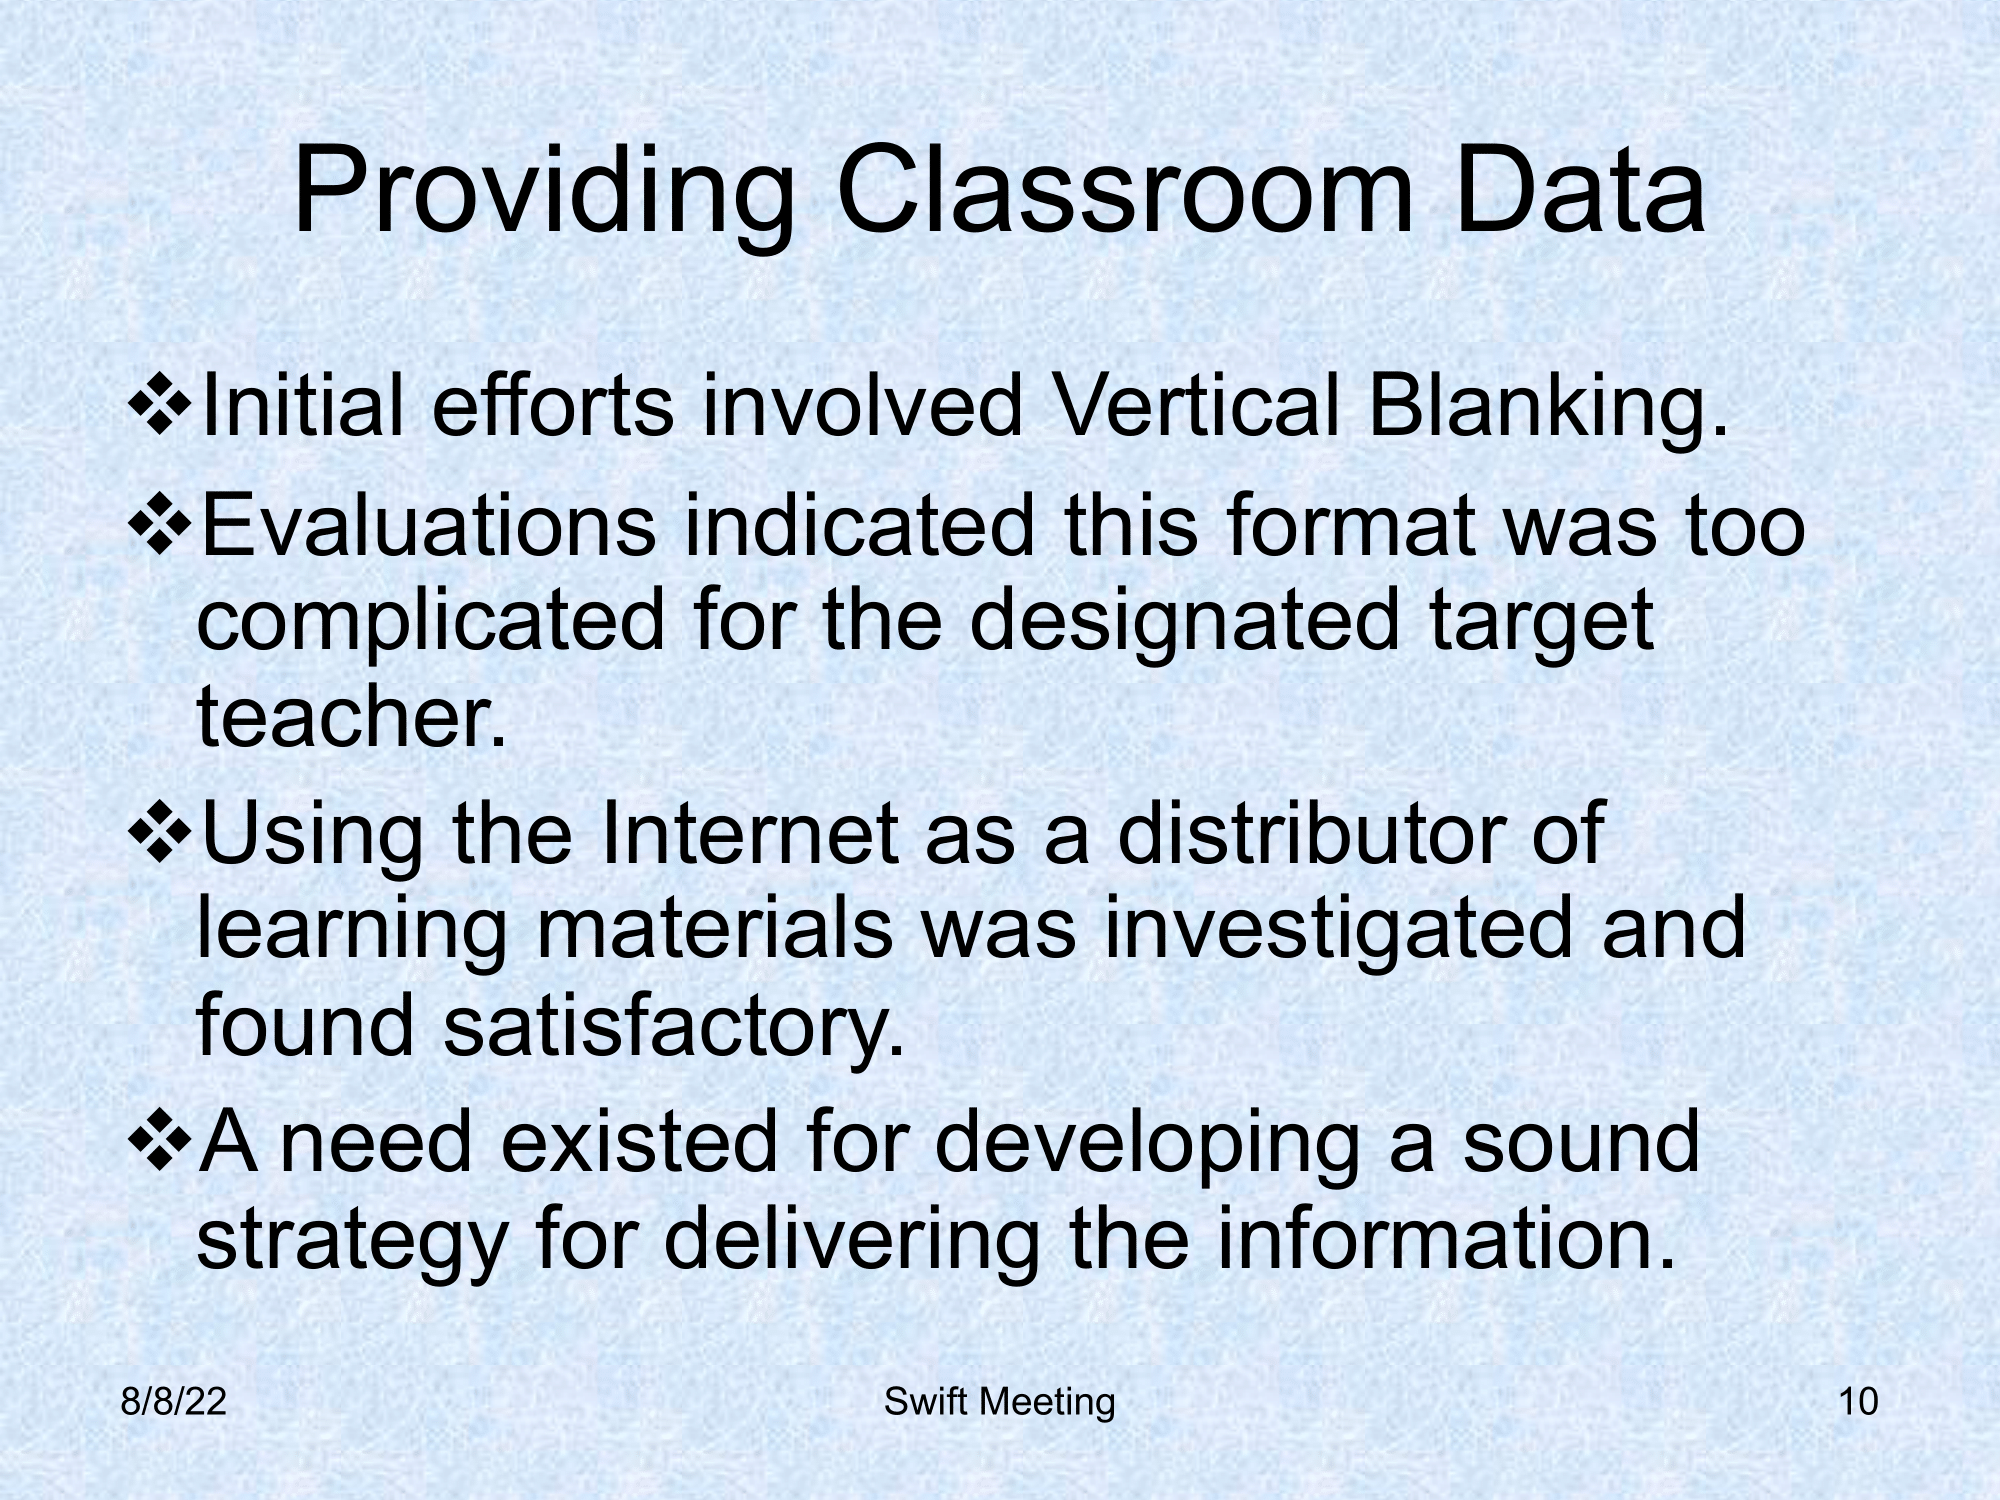 Providing Classroom Data
❖Initial efforts involved Vertical Blanking.
❖Evaluations indicated this format was too
complicated for the designated target
teacher.
❖Using the Internet as a distributor of
learning materials was investigated and
found satisfactory.
❖A need existed for developing a sound
strategy for delivering the information.
8/8/22 Swift Meeting 10